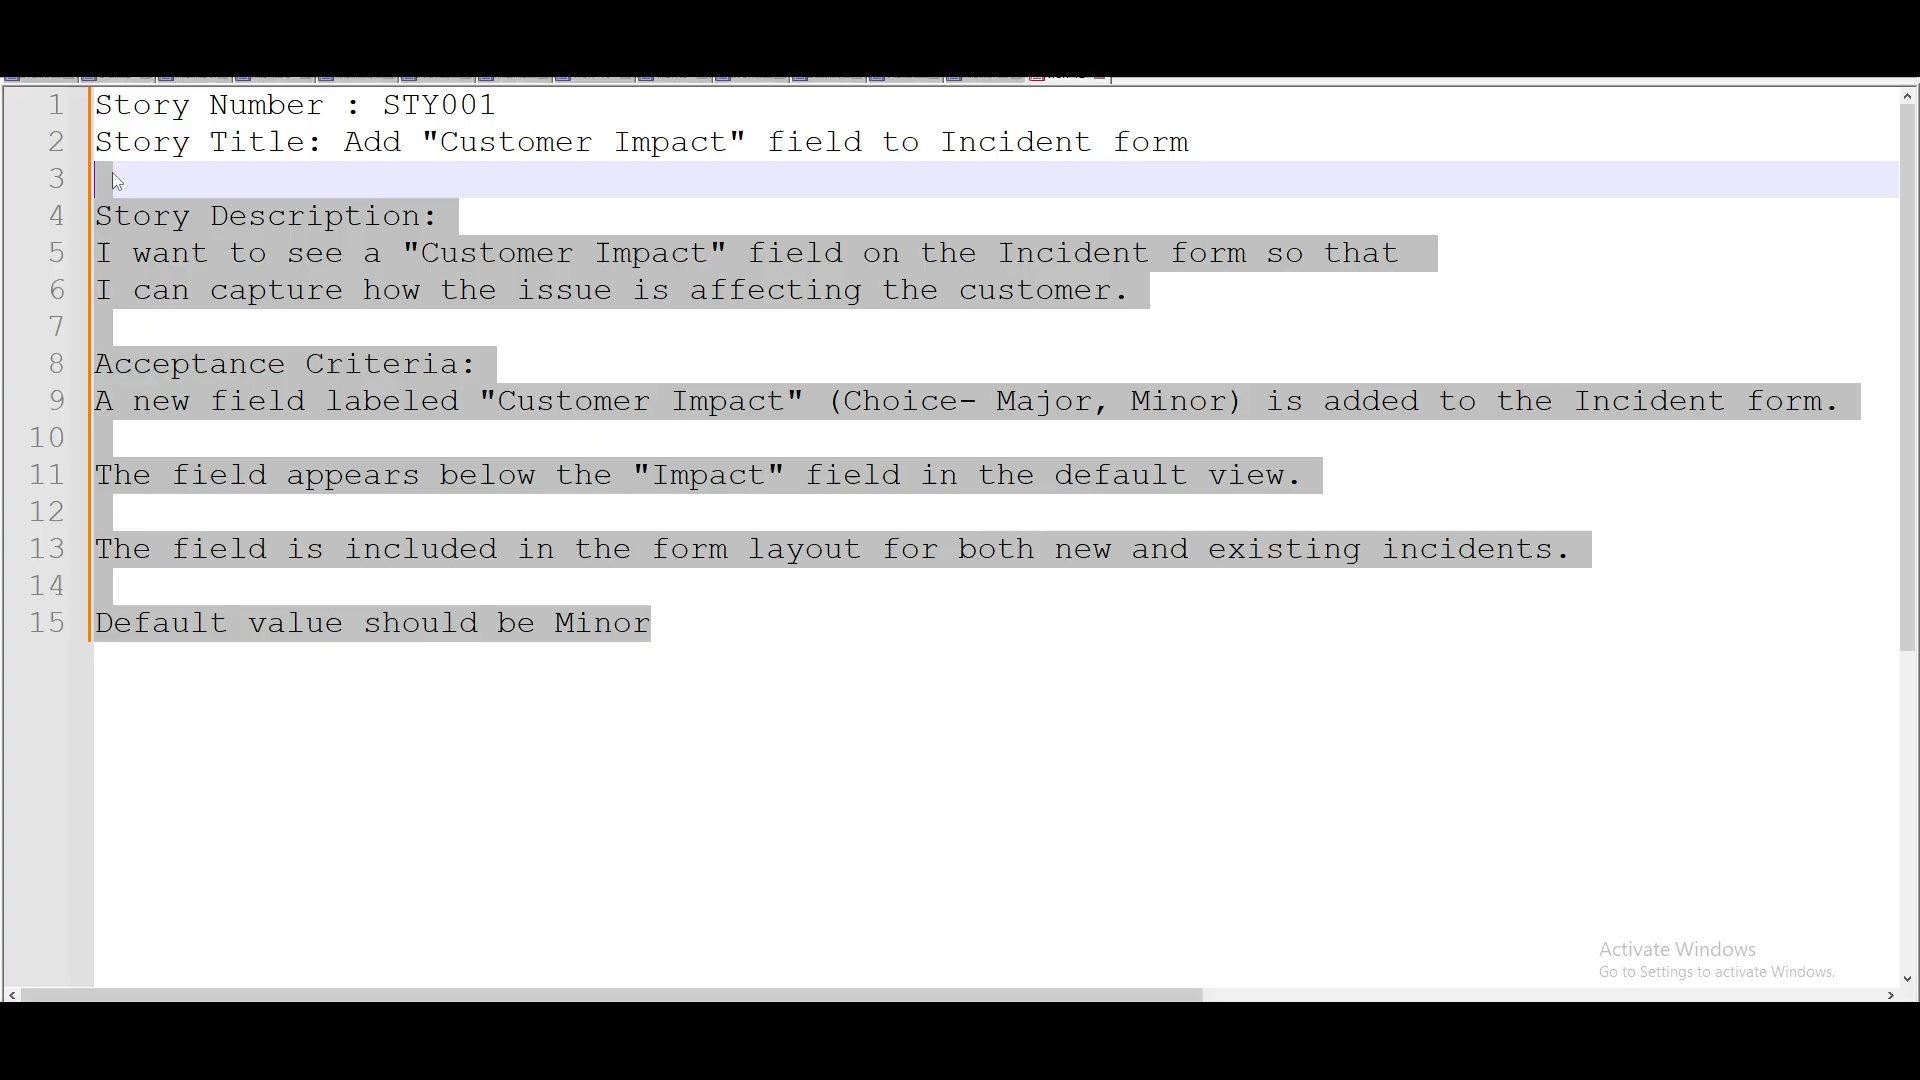 1 Story Number : STY001
2 Story Title: Add "Customer Impact" field to Incident form
3
4 Story Description:
5 I want to see a "Customer Impact" field on the Incident form so that
6 I can capture how the issue is affecting the customer.
7
8 Acceptance Criteria:
9 A new field labeled "Customer Impact" (Choice- Major, Minor) is added to the Incident form.
10
11 The field appears below the "Impact" field in the default view.
12
13 The field is included in the form layout for both new and existing incidents.
14
15 Default value should be Minor
Activate Windows
Go to Settings to activate Windows.